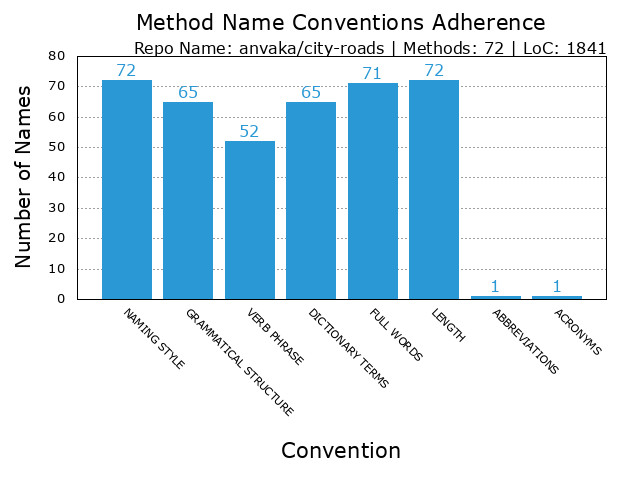 Method Name Conventions Adherence
Repo Name: anvaka/city-roads | Methods: 72 | LoC: 1841
Number of Names
80
70
60
50
40
30
20
10
0
72
65
52
65
71
72
1
1
NAMING STYLE
GRAMMATICAL STRUCTURE
VERB PHRASE
DICTIONARY TERMS
FULL WORDS
LENGTH
ABBREVIATIONS
ACRONYMS
Convention